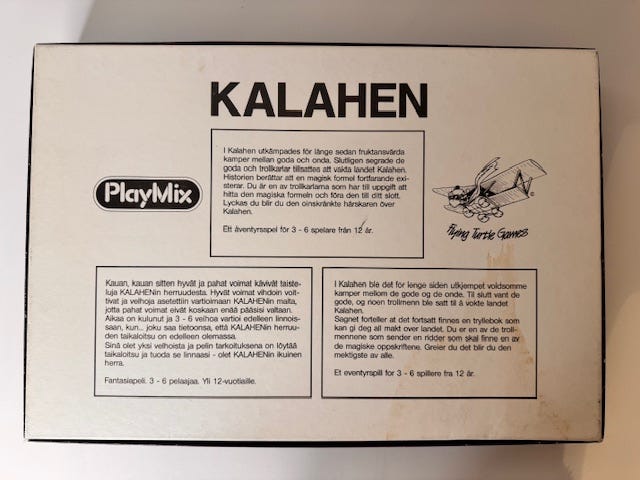 KALAHEN
I Kalahen utkämpades för länge sedan fruktansvärda
kamper mellan goda och onda. Slutligen segrade de
goda och trollkarlar tillsattes att vakta landet Kalahen.
Historien berättar att en magisk formel fortfarande exi-
sterar. Du är en av trollkarlarna som har till uppgift att
hitta den magiska formeln och föra den till ditt slott.
Lyckas du blir du den oinskränkte härskaren över
Kalahen.
Ett äventyrsspel för 3 - 6 spelare från 12 år.
PlayMix
Flying Turtle Games
Kauan, kauan sitten hyvät ja pahat voimat kävivät taiste-
luja KALAHENin herruudesta. Hyvät voimat vihdoin voit-
tivat ja velhoja asetettiin vartioimaan KALAHENin maita,
jotta pahat voimat eivät koskaan enää pääsisi valtaan.
Aikaa on kulunut ja 3 - 6 velhoa vartioi edelleen linnois-
saan, kun... joku saa tietoonsa, että KALAHENin herruu-
den taikaloitsu on edelleen olemassa.
Sinä olet yksi velhoista ja pelin tarkoituksena on löytää
taikaloitsu ja tuoda se linnaasi - olet KALAHENin ikuinen
herra.
Fantasiapeli. 3 - 6 pelaajaa. Yli 12-vuotiaille.
I Kalahen ble det for lenge siden utkjempet voldsomme
kamper mellom de gode og de onde. Til slutt vant de
gode, og noen trollmenn ble satt til å vokte landet
Kalahen.
Sagnet forteller at det fortsatt finnes en tryllebok som
kan gi deg all makt over landet. Du er en av de troll-
mennene som sender en ridder som skal finne en av
de magiske oppskriftene. Greier du det blir du den
mektigste av alle.
Et eventyrspill for 3 - 6 spillere fra 12 år.